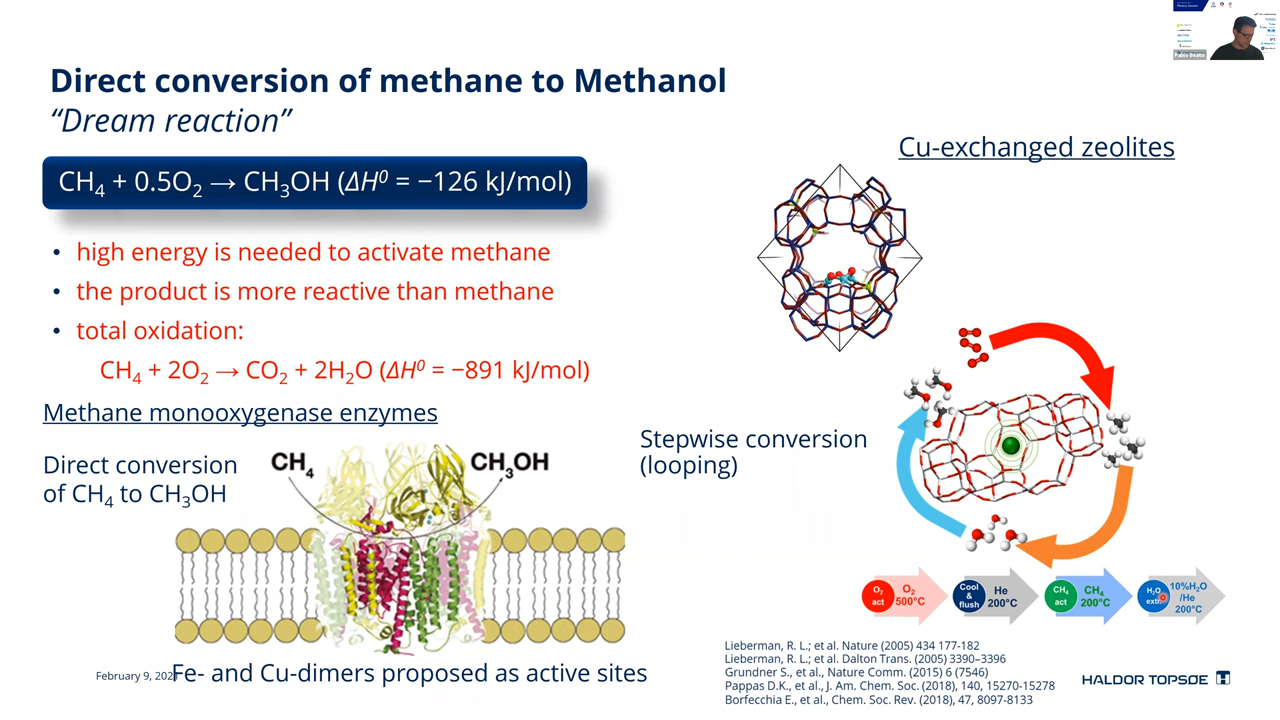 Direct conversion of methane to Methanol
“Dream reaction”
CH4 + 0.5O2 → CH3OH (ΔH⁰ = −126 kJ/mol)
• high energy is needed to activate methane
• the product is more reactive than methane
• total oxidation:
CH4 + 2O2 → CO2 + 2H2O (ΔH⁰ = −891 kJ/mol)
Methane monooxygenase enzymes
Direct conversion
of CH4 to CH3OH
CH4
CH3OH
Fe- and Cu-dimers proposed as active sites
February 9, 202
Cu-exchanged zeolites
Stepwise conversion
(looping)
O2
act
O2
500°C
Cool
&
flush
He
200°C
CH4
act
CH4
200°C
H2O
extr
10%H2O
/He
200°C
Lieberman, R. L.; et al. Nature (2005) 434 177-182
Lieberman, R. L.; et al. Dalton Trans. (2005) 3390–3396
Grundner S., et al., Nature Comm. (2015) 6 (7546)
Pappas D.K., et al., J. Am. Chem. Soc. (2018), 140, 15270-15278
Borfecchia E., et al., Chem. Soc. Rev. (2018), 47, 8097-8133
HALDOR TOPSØE
Pablo Beato